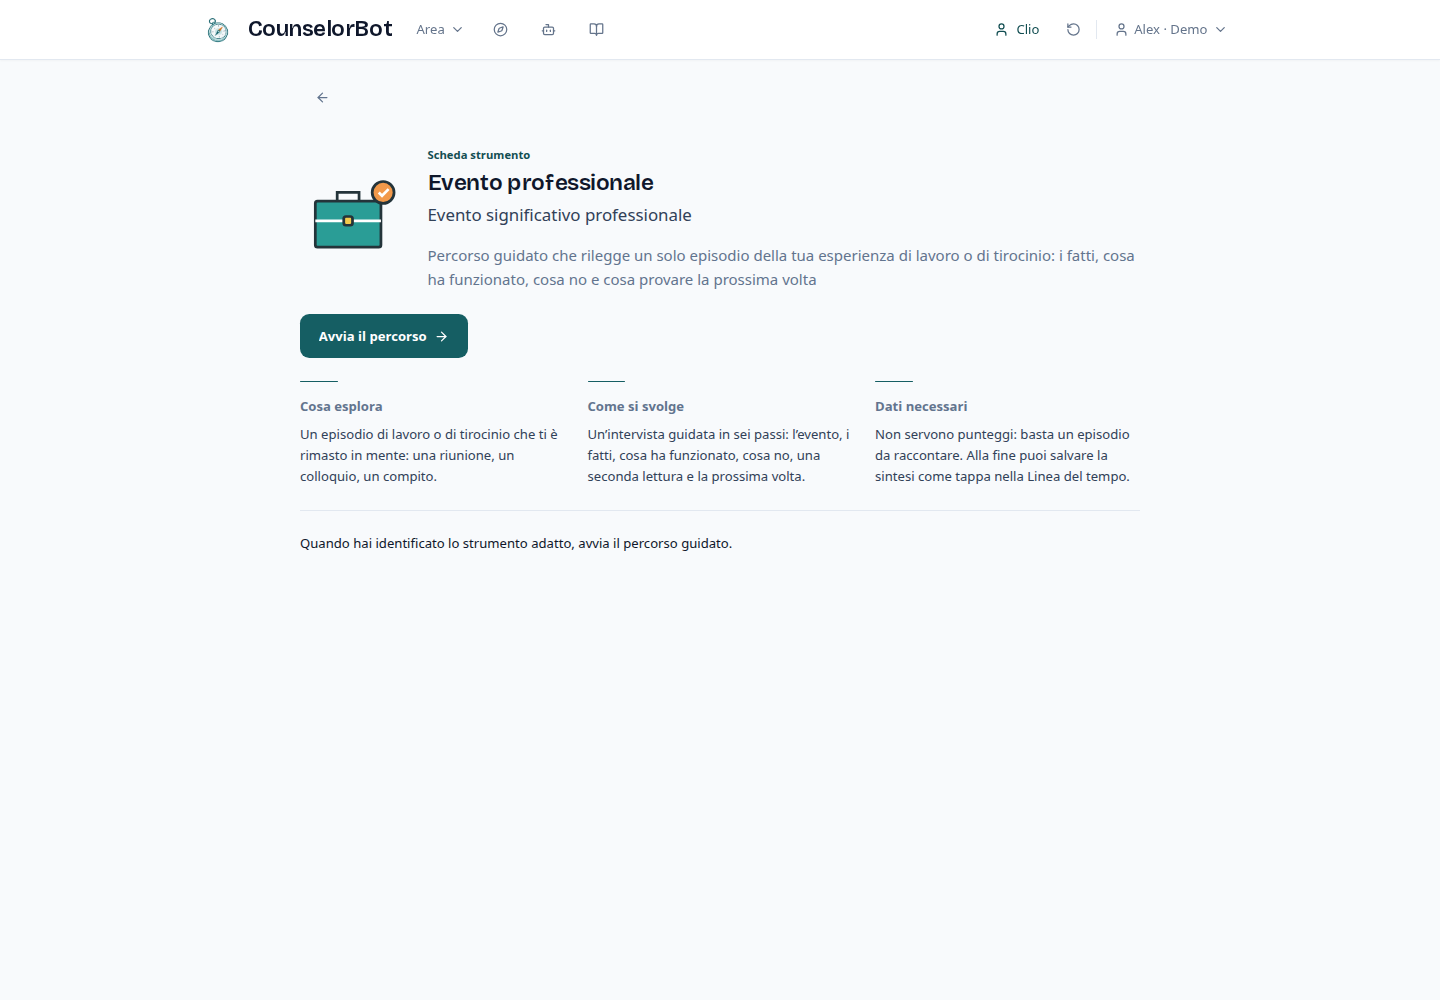 CounselorBot Area Clio Alex · Demo
Scheda strumento
Evento professionale
Evento significativo professionale
Percorso guidato che rilegge un solo episodio della tua esperienza di lavoro o di tirocinio: i fatti, cosa
ha funzionato, cosa no e cosa provare la prossima volta
Avvia il percorso
Cosa esplora
Un episodio di lavoro o di tirocinio che ti è
rimasto in mente: una riunione, un
colloquio, un compito.
Come si svolge
Un’intervista guidata in sei passi: l’evento, i
fatti, cosa ha funzionato, cosa no, una
seconda lettura e la prossima volta.
Dati necessari
Non servono punteggi: basta un episodio
da raccontare. Alla fine puoi salvare la
sintesi come tappa nella Linea del tempo.
Quando hai identificato lo strumento adatto, avvia il percorso guidato.